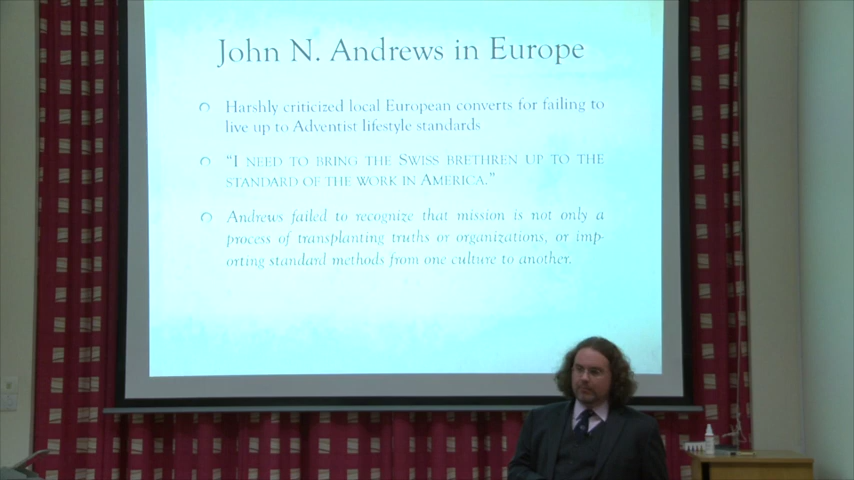 John N. Andrews in Europe
Harshly criticized local European converts for failing to
live up to Adventist lifestyle standards
“I NEED TO BRING THE SWISS BRETHREN UP TO THE
STANDARD OF THE WORK IN AMERICA.”
Andrews failed to recognize that mission is not only a
process of transplanting truths or organizations, or imp-
orting standard methods from one culture to another.